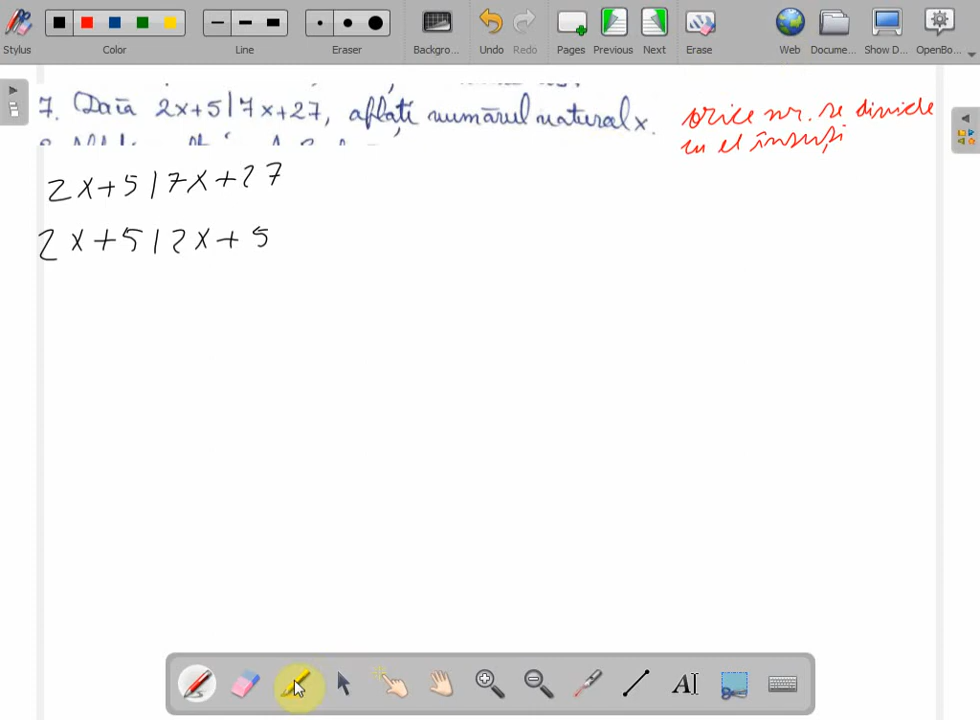 Stylus Color Line Eraser Backgro... Undo Redo Pages Previous Next Erase Web Docume... Show D... OpenBo...
7. Dacă 2x+5|7x+27, aflați numărul natural x.
orice nr. se divide
cu el însuși
2x+5|7x+27
2x+5|2x+5